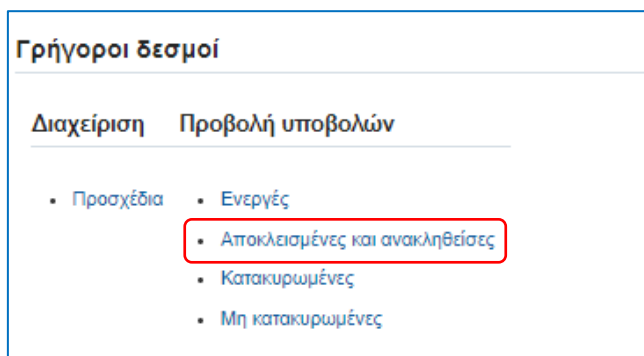 Γρήγοροι δεσμοί
Διαχείριση Προβολή υποβολών
Προσχέδια Ενεργές
Αποκλεισμένες και ανακληθείσες
Κατακυρωμένες
Μη κατακυρωμένες